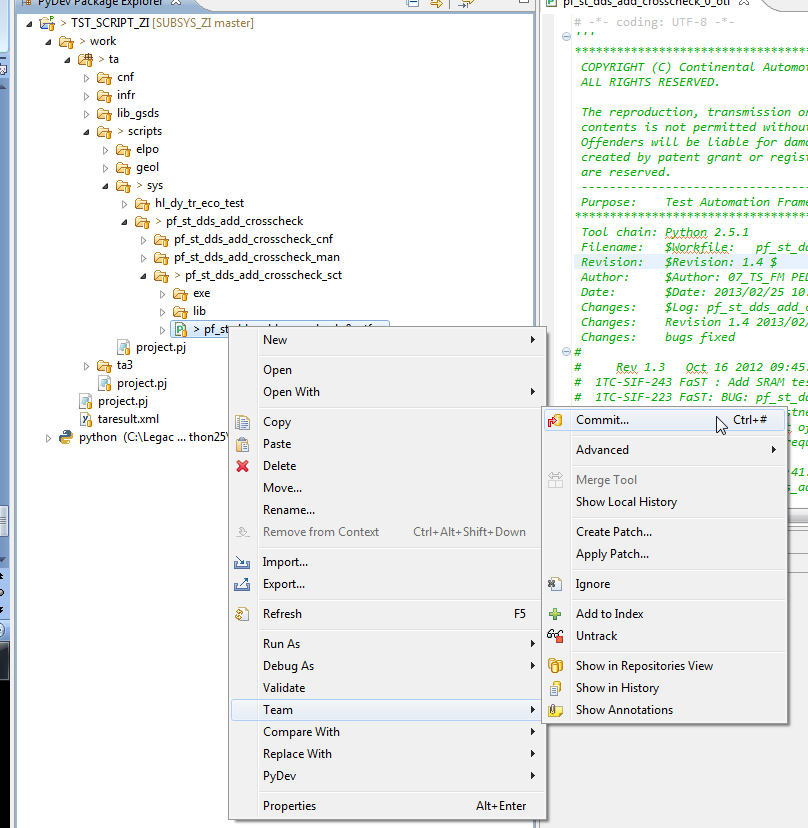 PyDev Package Explorer
> TST_SCRIPT_ZI [SUBSYS_ZI master]
> work
> ta
cnf
infr
lib_gsds
> scripts
elpo
geol
> sys
hl_dy_tr_eco_test
> pf_st_dds_add_crosscheck
pf_st_dds_add_crosscheck_cnf
pf_st_dds_add_crosscheck_man
> pf_st_dds_add_crosscheck_sct
exe
lib
project.pj
ta3
project.pj
project.pj
taresult.xml
python (C:\Legac ... thon25\
New
Open
Open With
Copy
Paste
Delete
Move...
Rename...
Remove from Context Ctrl+Alt+Shift+Down
Import...
Export...
Refresh F5
Run As
Debug As
Validate
Team
Compare With
Replace With
PyDev
Properties Alt+Enter
Commit... Ctrl+#
Advanced
Merge Tool
Show Local History
Create Patch...
Apply Patch...
Ignore
Add to Index
Untrack
Show in Repositories View
Show in History
Show Annotations
pf_st_dds_add_crosscheck_0_otf
# -*- coding: UTF-8 -*-
'''
COPYRIGHT (C) Continental Automot
ALL RIGHTS RESERVED.
The reproduction, transmission or
contents is not permitted without
Offenders will be liable for dama
created by patent grant or regist
are reserved.
Purpose: Test Automation Frame
Tool chain: Python 2.5.1
Filename: $Workfile: pf_st_dd
Revision: $Revision: 1.4 $
Author: $Author: 07_TS_FM PED
Date: $Date: 2013/02/25 10.
Changes: $Log: pf_st_dds_add_c
Changes: Revision 1.4 2013/02/
Changes: bugs fixed
#
# Rev 1.3 Oct 16 2012 09:45.
# 1TC-SIF-243 FaST : Add SRAM tes
# 1TC-SIF-223 FaST: BUG: pf_st_dd